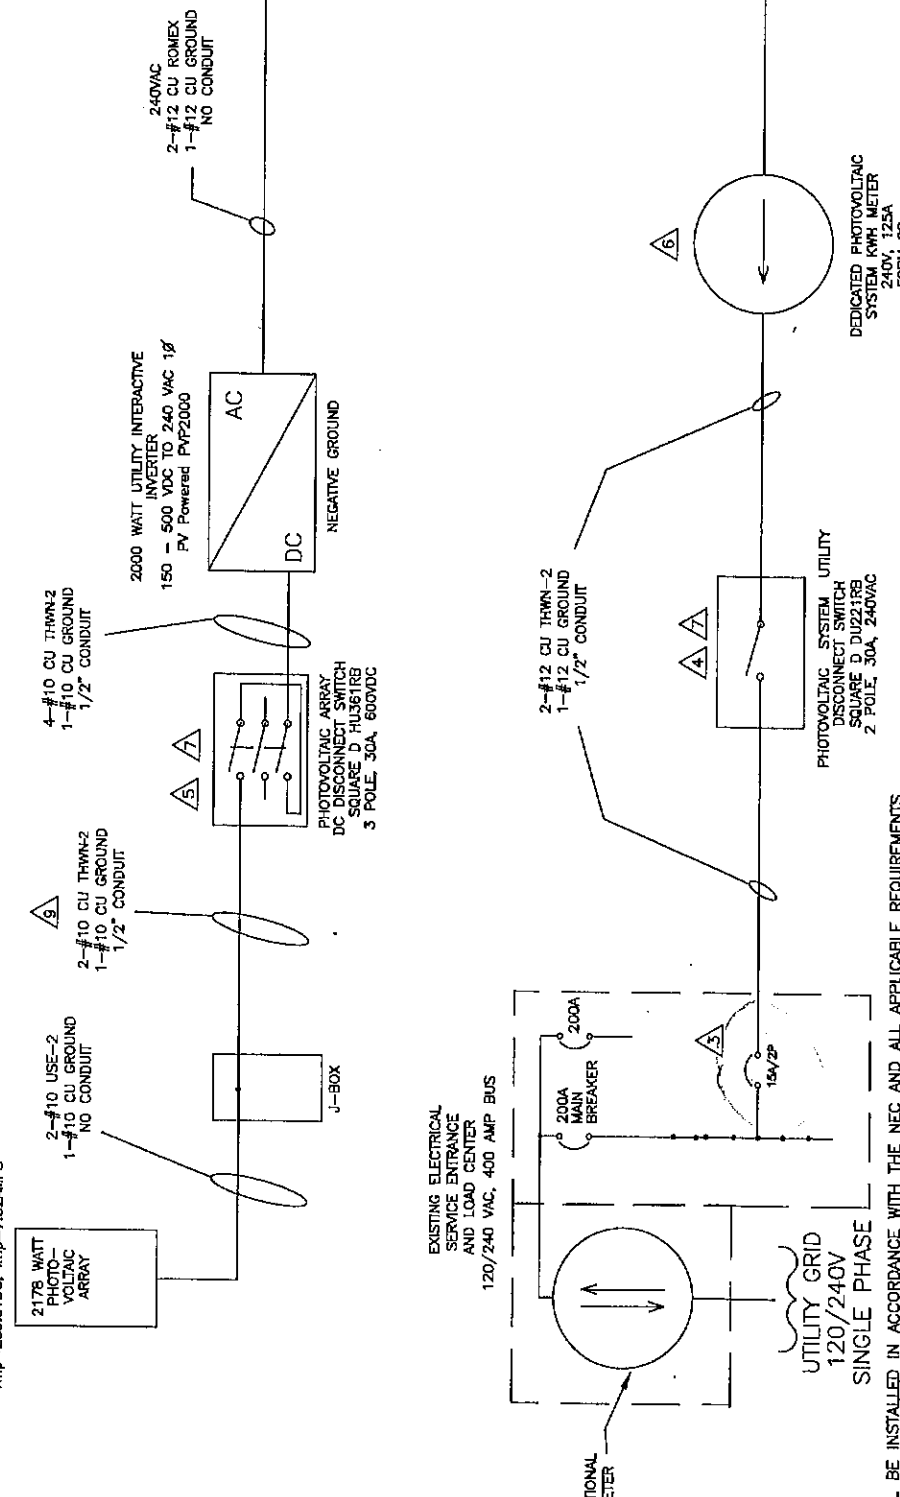 2178 WATT
PHOTO-
VOLTAIC
ARRAY
2-#10 USE-2
1-#10 CU GROUND
NO CONDUIT
J-BOX
9
2-#10 CU THWN-2
1-#10 CU GROUND
1/2" CONDUIT
5
7
PHOTOVOLTAIC ARRAY
DC DISCONNECT SWITCH
SQUARE D HU361RB
3 POLE, 30A, 600VDC
4-#10 CU THWN-2
1-#10 CU GROUND
1/2" CONDUIT
2000 WATT UTILITY INTERACTIVE
INVERTER
150 - 500 VDC TO 240 VAC 1Ø
PV Powered PVP2000
DC
AC
NEGATIVE GROUND
240VAC
2-#12 CU ROMEX
1-#12 CU GROUND
NO CONDUIT
EXISTING ELECTRICAL
SERVICE ENTRANCE
AND LOAD CENTER
120/240 VAC, 400 AMP BUS
200A
MAIN
BREAKER
200A
3
15A/2P
UTILITY GRID
120/240V
SINGLE PHASE
2-#12 CU THWN-2
1-#12 CU GROUND
1/2" CONDUIT
4
7
PHOTOVOLTAIC SYSTEM UTILITY
DISCONNECT SWITCH
SQUARE D DU221RB
2 POLE, 30A, 240VAC
6
DEDICATED PHOTOVOLTAIC
SYSTEM KWH METER
240V, 125A
BE INSTALLED IN ACCORDANCE WITH THE NEC AND ALL APPLICABLE REQUIREMENTS